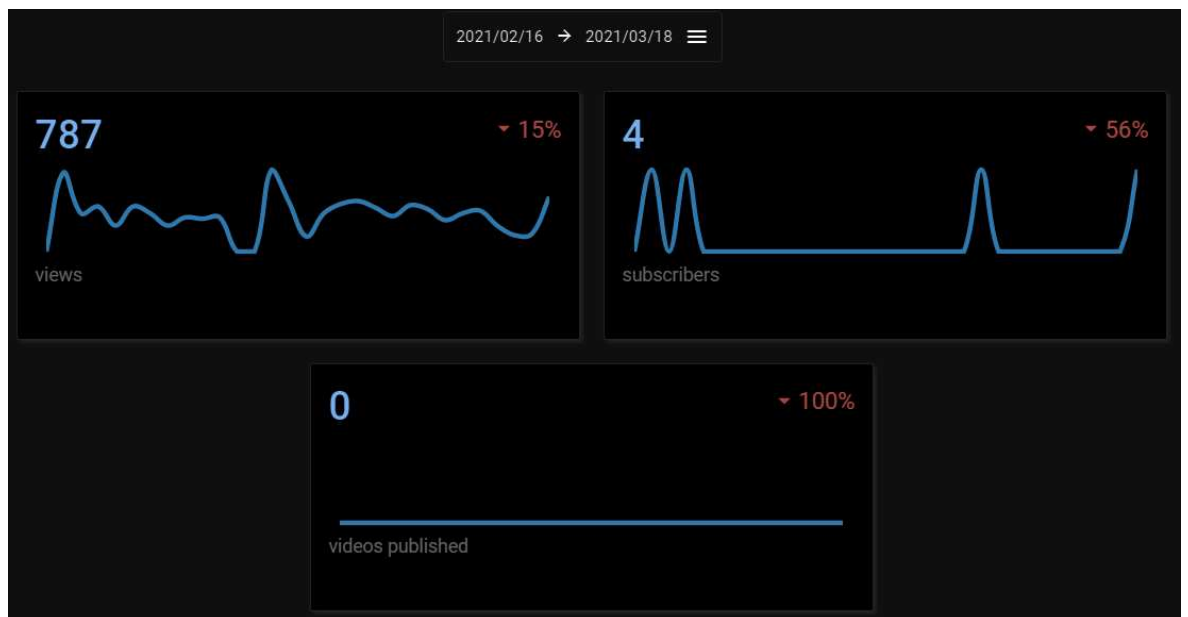 2021/02/16 → 2021/03/18
787
15%
views
4
56%
subscribers
0
100%
videos published